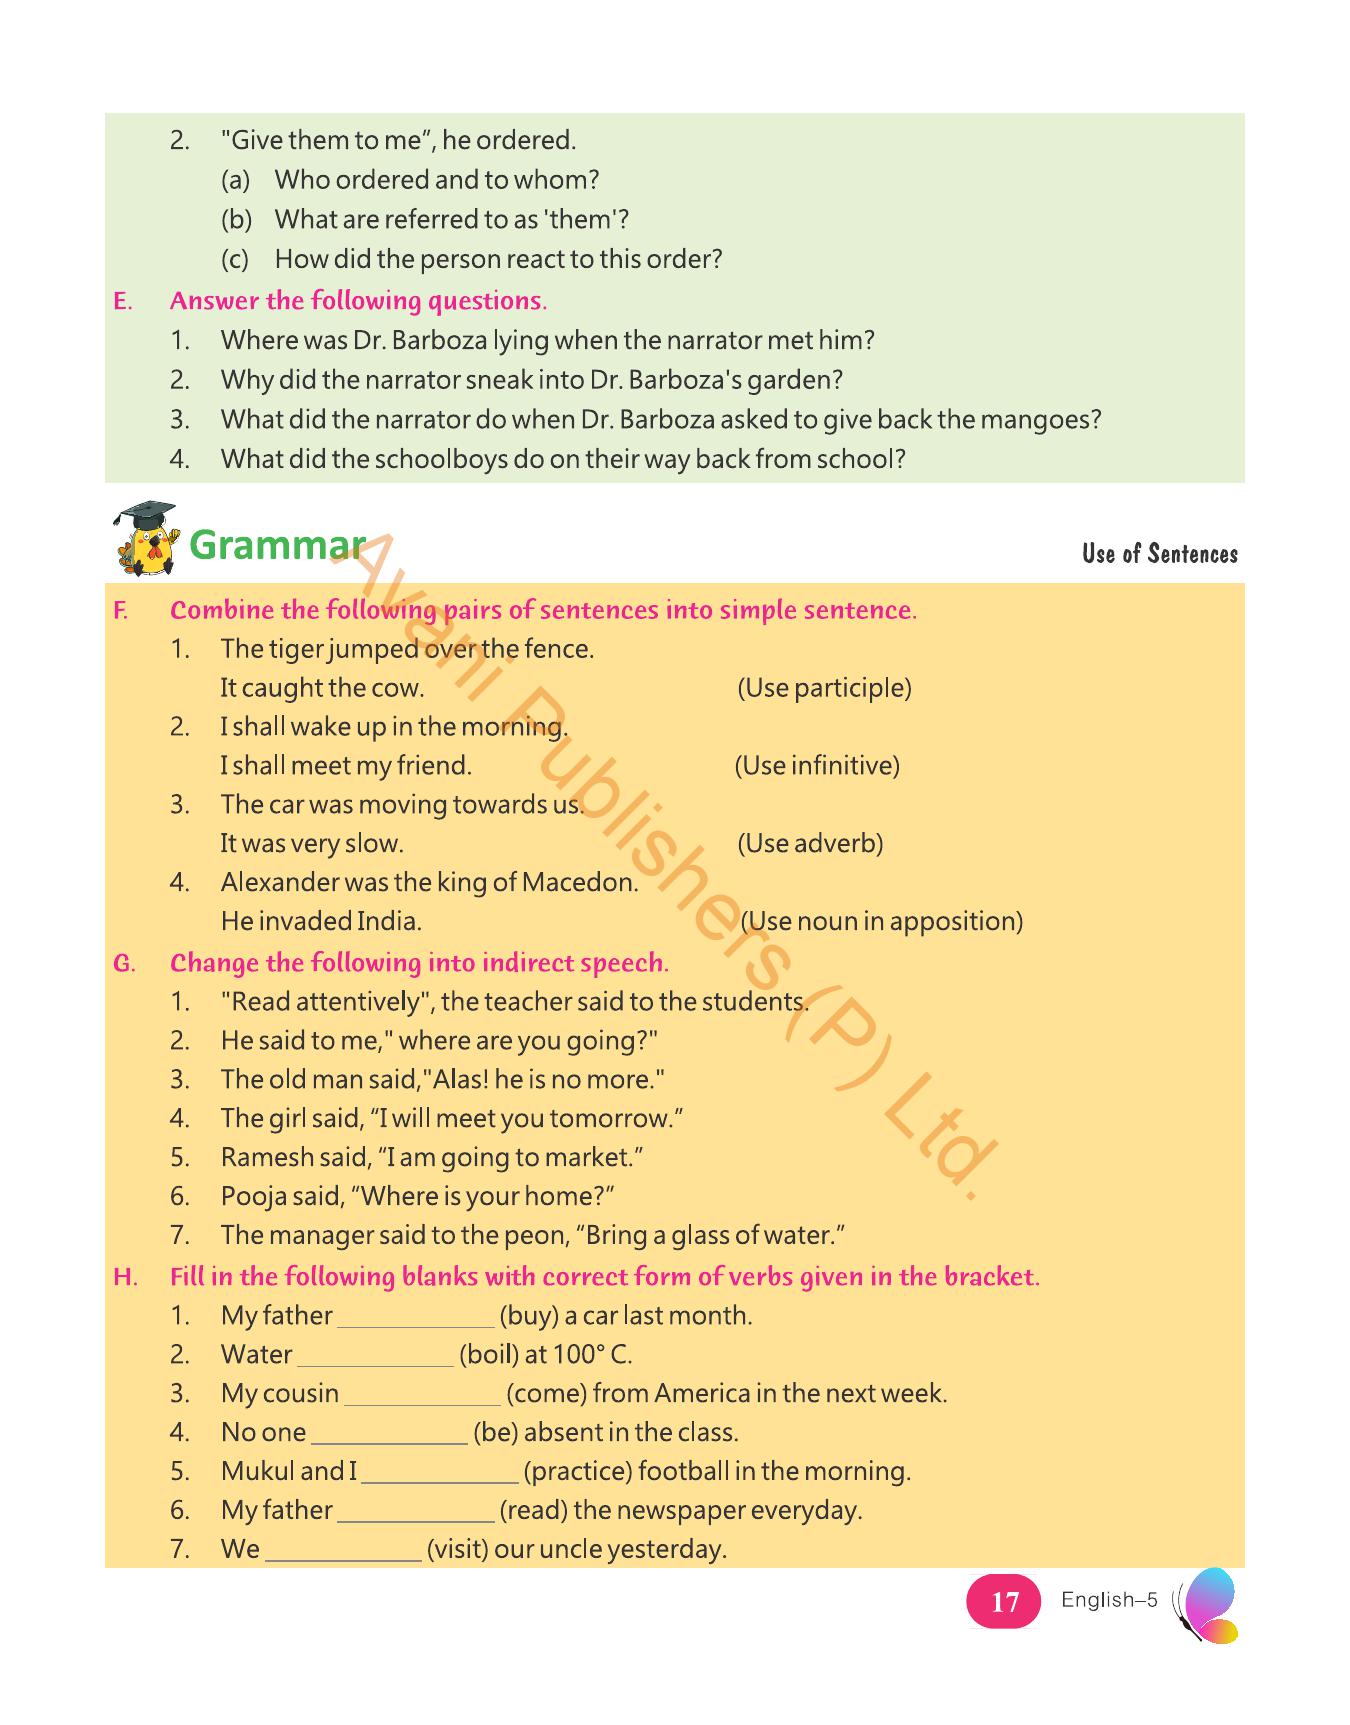 2. "Give them to me”, he ordered.
(a) Who ordered and to whom?
(b) What are referred to as 'them'?
(c) How did the person react to this order?
E. Answer the following questions.
1. Where was Dr. Barboza lying when the narrator met him?
2. Why did the narrator sneak into Dr. Barboza's garden?
3. What did the narrator do when Dr. Barboza asked to give back the mangoes?
4. What did the schoolboys do on their way back from school?
Grammar
Use of Sentences
F. Combine the following pairs of sentences into simple sentence.
1. The tiger jumped over the fence.
It caught the cow. (Use participle)
2. I shall wake up in the morning.
I shall meet my friend. (Use infinitive)
3. The car was moving towards us.
It was very slow. (Use adverb)
4. Alexander was the king of Macedon.
He invaded India. (Use noun in apposition)
G. Change the following into indirect speech.
1. "Read attentively", the teacher said to the students.
2. He said to me," where are you going?"
3. The old man said,"Alas! he is no more."
4. The girl said, “I will meet you tomorrow.”
5. Ramesh said, “I am going to market.”
6. Pooja said, “Where is your home?”
7. The manager said to the peon, “Bring a glass of water.”
H. Fill in the following blanks with correct form of verbs given in the bracket.
1. My father ____________ (buy) a car last month.
2. Water ____________ (boil) at 100° C.
3. My cousin ____________ (come) from America in the next week.
4. No one ____________ (be) absent in the class.
5. Mukul and I ____________ (practice) football in the morning.
6. My father ____________ (read) the newspaper everyday.
7. We ____________ (visit) our uncle yesterday.
17 English–5
Avani Publishers (P) Ltd.